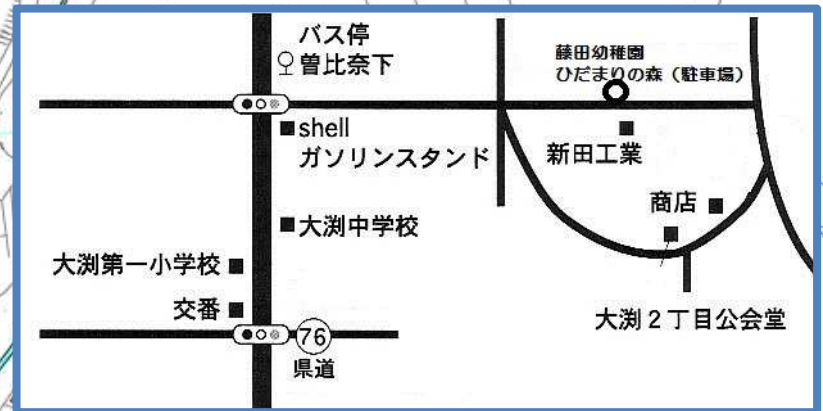 バス停
曽比奈下
藤田幼稚園
ひだまりの森（駐車場）
■shell
ガソリンスタンド
新田工業
商店 ■
■大渕中学校
大渕第一小学校 ■
交番 ■
大渕２丁目公会堂
76
県道